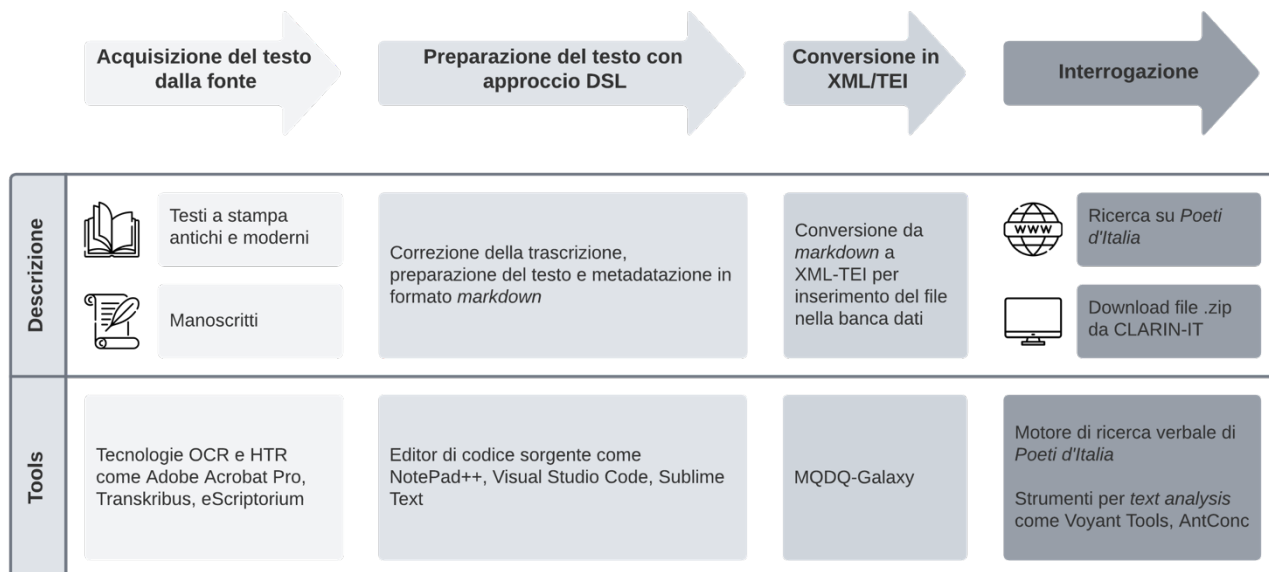 Acquisizione del testo
dalla fonte
Preparazione del testo con
approccio DSL
Conversione in
XML/TEI
Interrogazione
Descrizione
Testi a stampa
antichi e moderni
Manoscritti
Correzione della trascrizione,
preparazione del testo e metadatazione in
formato markdown
Conversione da
markdown a
XML-TEI per
inserimento del file
nella banca dati
WWW
Ricerca su Poeti
d'Italia
Download file .zip
da CLARIN-IT
Tools
Tecnologie OCR e HTR
come Adobe Acrobat Pro,
Transkribus, eScriptorium
Editor di codice sorgente come
NotePad++, Visual Studio Code, Sublime
Text
MQDQ-Galaxy
Motore di ricerca verbale di
Poeti d'Italia
Strumenti per text analysis
come Voyant Tools, AntConc